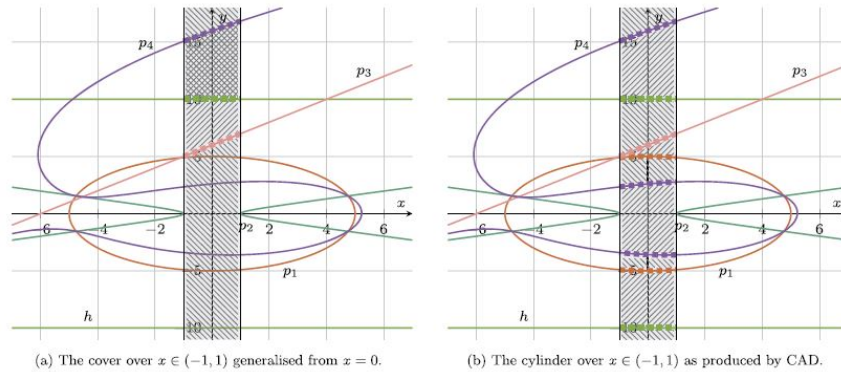 y
y
p4
15
p4
15
p3
p3
10
10
5
5
x
x
−6
−4
−2
p2
2
4
6
−6
−4
−2
p2
2
4
6
−5
p1
−5
p1
h
h
−10
−10
(a) The cover over x ∈ (−1, 1) generalised from x = 0.
(b) The cylinder over x ∈ (−1, 1) as produced by CAD.